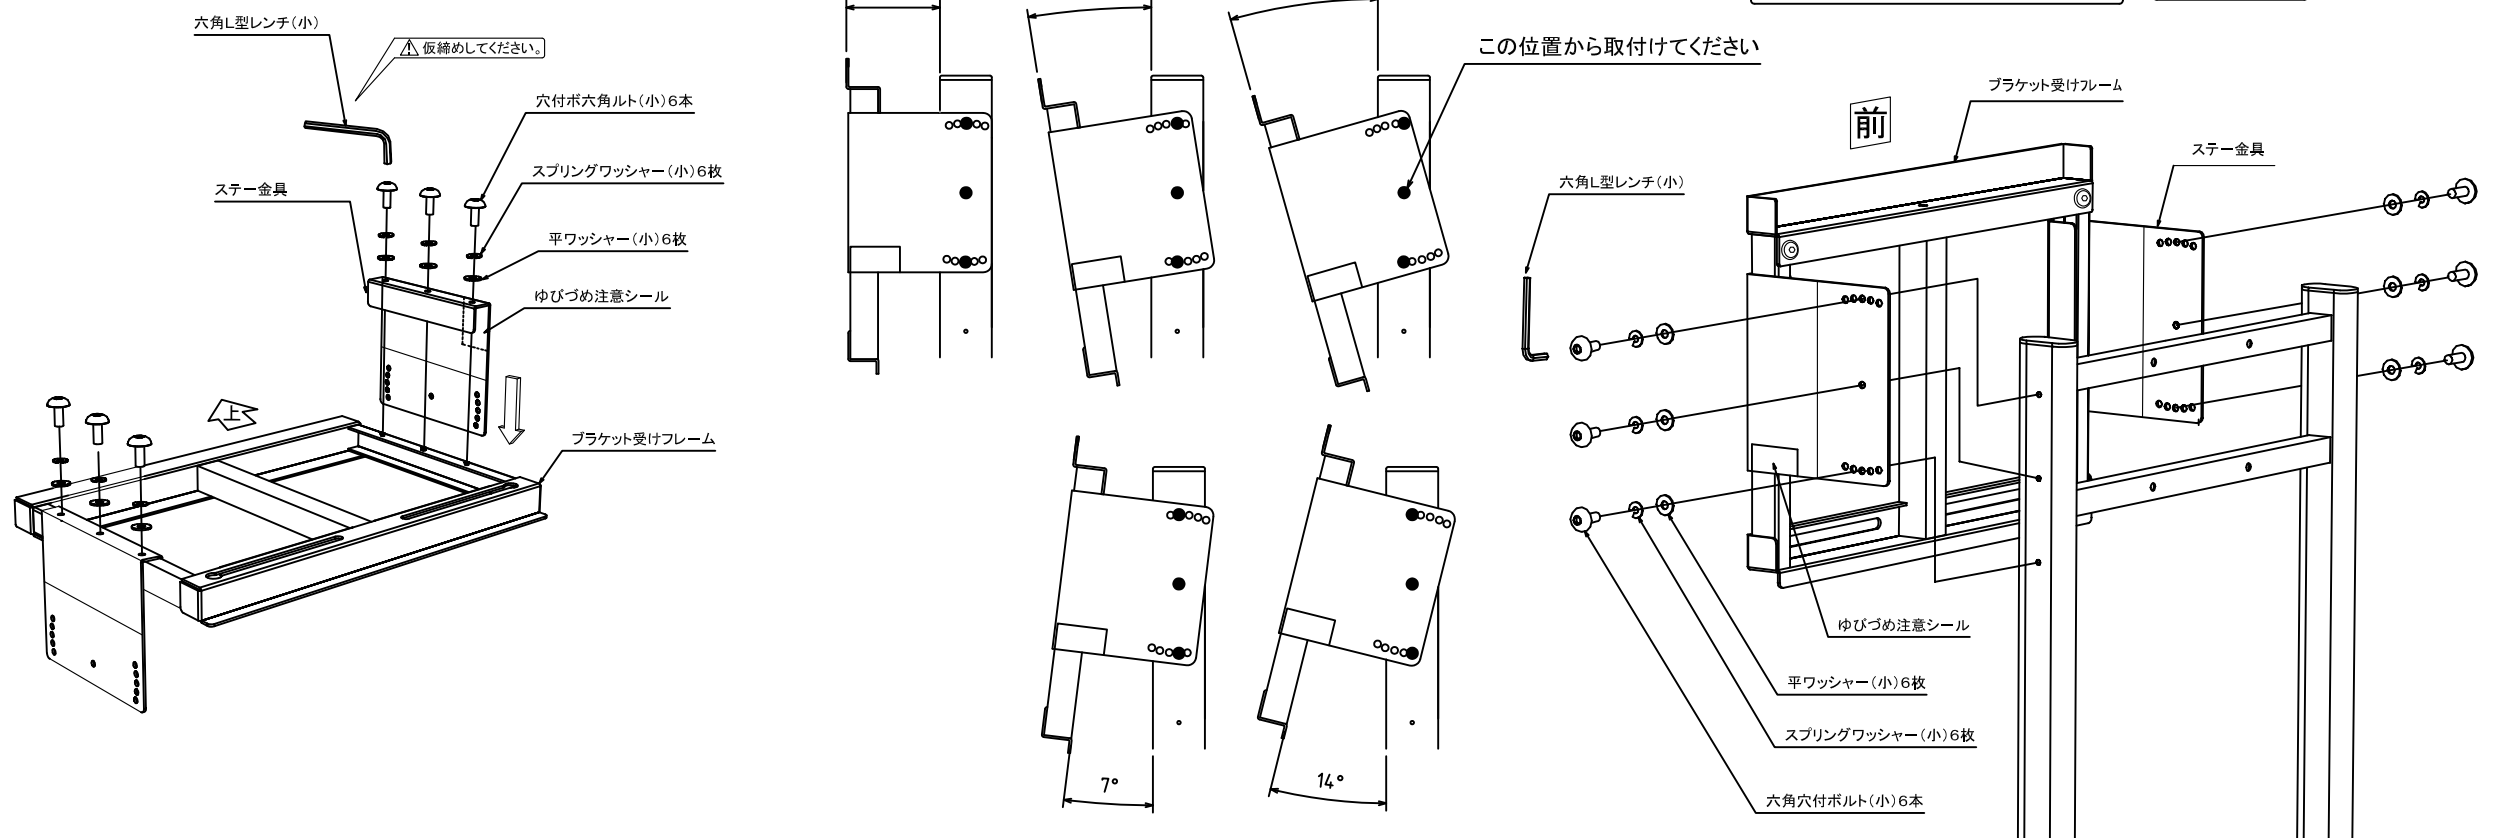 六角L型レンチ(小)
仮締めしてください。
穴付ボ六角ルト(小)6本
スプリングワッシャー(小)6枚
ステー金具
平ワッシャー(小)6枚
ゆびづめ注意シール
上
ブラケット受けフレーム
この位置から取付けてください
7°
14°
ブラケット受けフレーム
前
ステー金具
六角L型レンチ(小)
ゆびづめ注意シール
平ワッシャー(小)6枚
スプリングワッシャー(小)6枚
六角穴付ボルト(小)6本